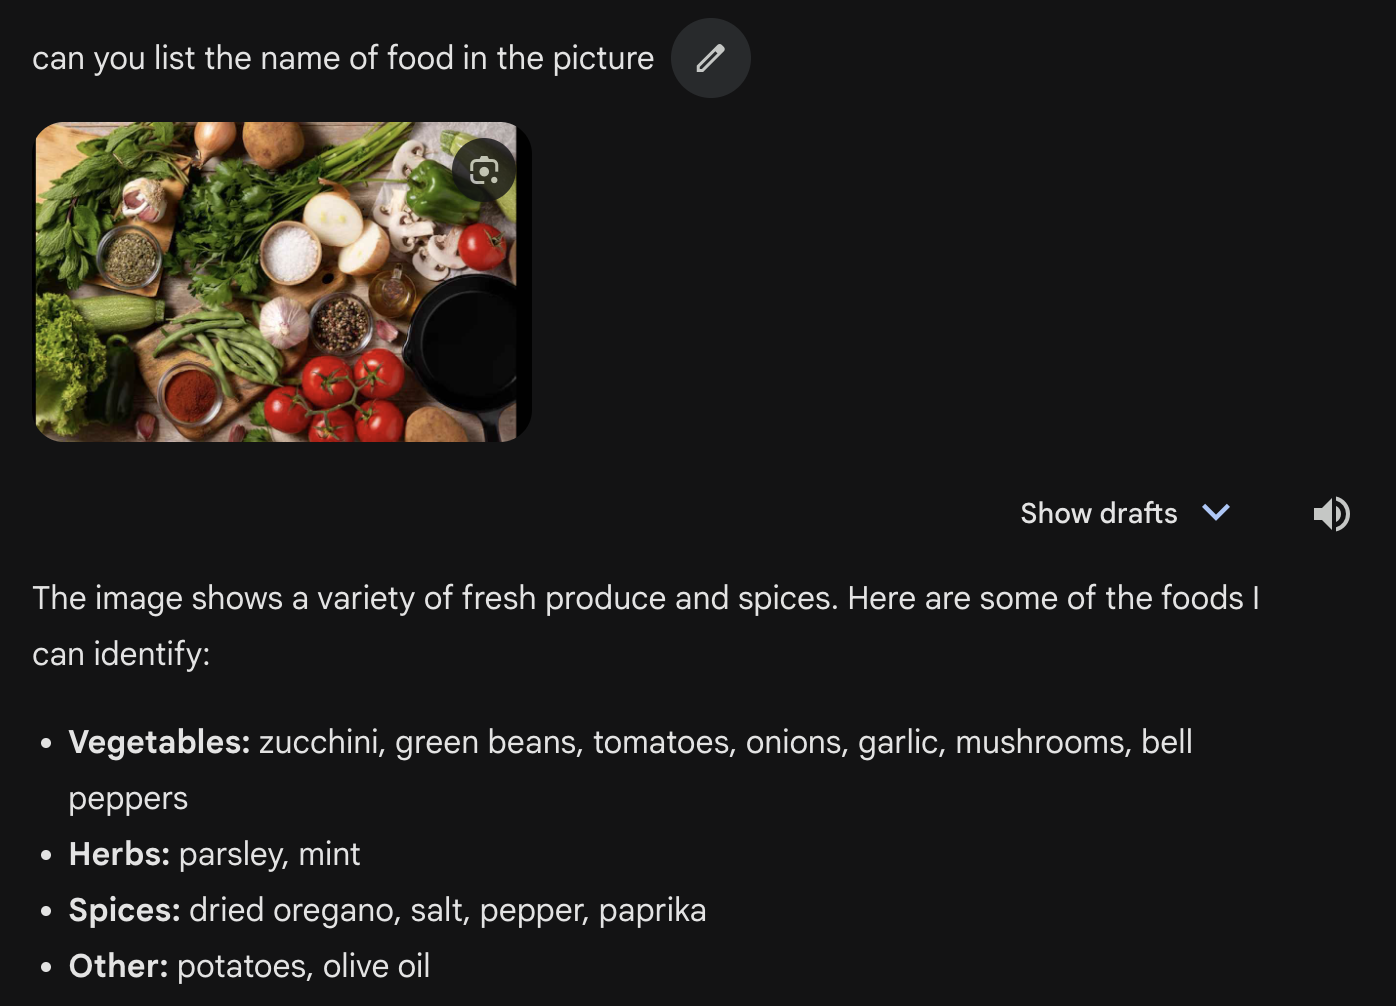 can you list the name of food in the picture
Show drafts
The image shows a variety of fresh produce and spices. Here are some of the foods I
can identify:
• Vegetables: zucchini, green beans, tomatoes, onions, garlic, mushrooms, bell
peppers
• Herbs: parsley, mint
• Spices: dried oregano, salt, pepper, paprika
• Other: potatoes, olive oil